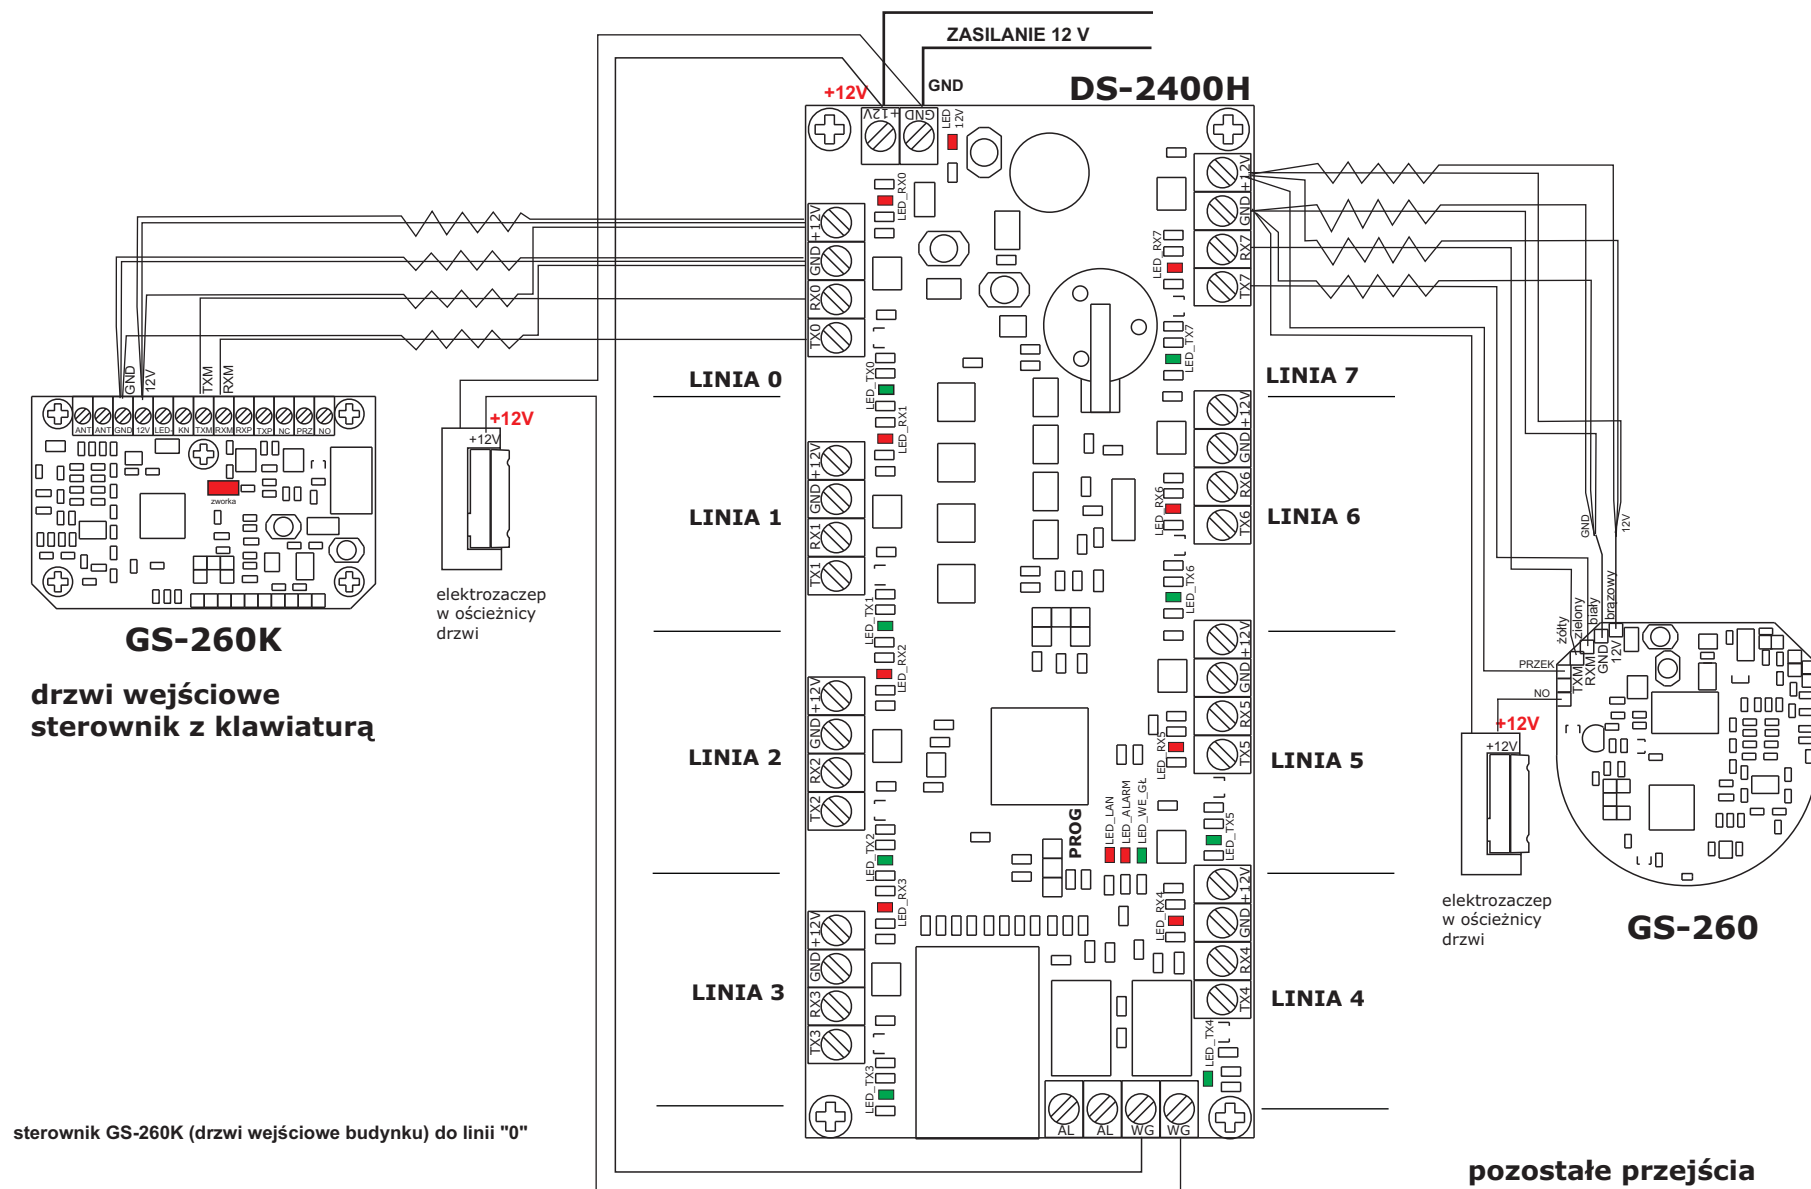 ZASILANIE 12 V
+12V
GND
DS-2400H
+12V
GND
LED
12V
LED_RX0
+12V
GND
RX0
TX0
LED_TX0
LED_RX1
LINIA 0
+12V
GND
RX1
TX1
LINIA 1
LED_TX1
LED_RX2
+12V
GND
RX2
TX2
LINIA 2
LED_TX2
LED_RX3
+12V
GND
RX3
TX3
LINIA 3
LED_TX3
+12V
GND
RX7
TX7
LED_RX7
LED_TX7
LINIA 7
+12V
GND
RX6
TX6
LED_RX6
LINIA 6
LED_TX6
+12V
GND
RX5
TX5
LED_RX5
LINIA 5
LED_TX5
PROG
LED_LAN
LED_ALARM
LED_WE_GŁ
+12V
GND
RX4
TX4
LED_RX4
LINIA 4
LED_TX4
AL
AL
WG
WG
GND
12V
TXM
RXM
ANT ANT GND 12V LED- KN TXM RXM RXP TXP NC PRZ NO
zworka
GS-260K
drzwi wejściowe
sterownik z klawiaturą
+12V
+12V
elektrozaczep
w ościeżnicy
drzwi
GND
12V
żółty
zielony
biały
brązowy
PRZEK
NO
TXM
RXM
GND
12V
+12V
+12V
elektrozaczep
w ościeżnicy
drzwi
GS-260
sterownik GS-260K (drzwi wejściowe budynku) do linii "0"
pozostałe przejścia